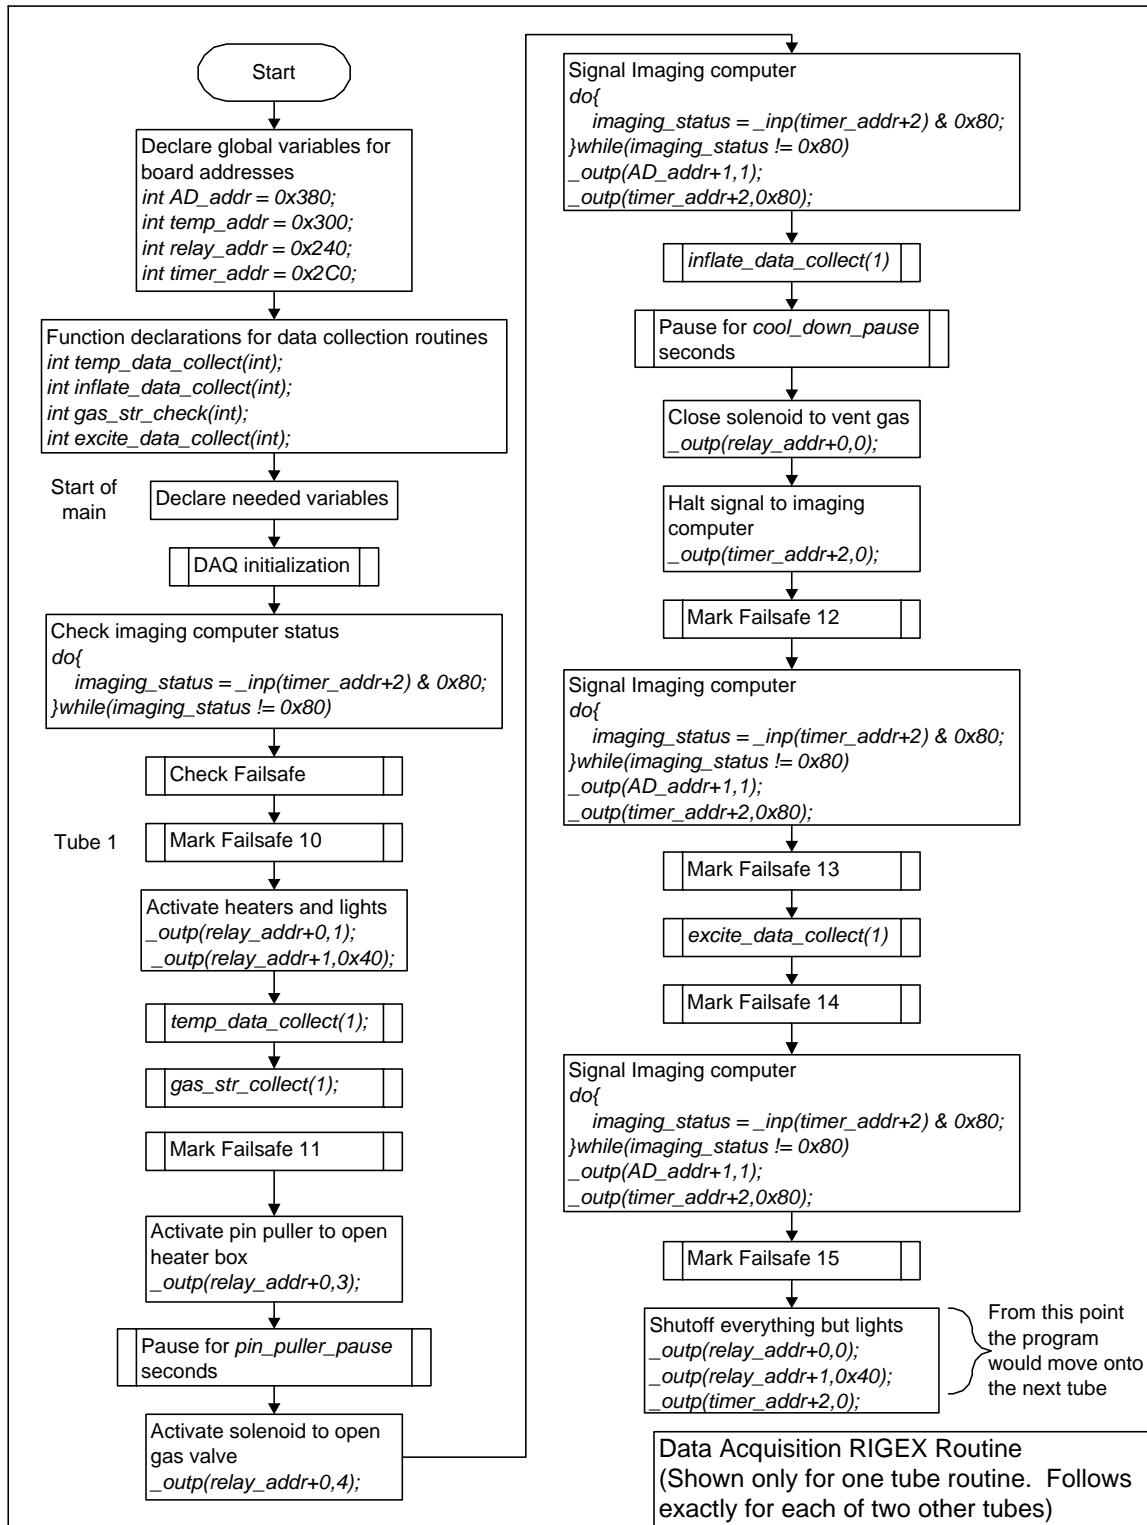 Start
Declare global variables for
board addresses
int AD_addr = 0x380;
int temp_addr = 0x300;
int relay_addr = 0x240;
int timer_addr = 0x2C0;
Function declarations for data collection routines
int temp_data_collect(int);
int inflate_data_collect(int);
int gas_str_check(int);
int excite_data_collect(int);
Start of
main
Declare needed variables
DAQ initialization
Check imaging computer status
do{
imaging_status = _inp(timer_addr+2) & 0x80;
}while(imaging_status != 0x80)
Check Failsafe
Tube 1
Mark Failsafe 10
Activate heaters and lights
_outp(relay_addr+0,1);
_outp(relay_addr+1,0x40);
temp_data_collect(1);
gas_str_collect(1);
Mark Failsafe 11
Activate pin puller to open
heater box
_outp(relay_addr+0,3);
Pause for pin_puller_pause
seconds
Activate solenoid to open
gas valve
_outp(relay_addr+0,4);
Signal Imaging computer
do{
imaging_status = _inp(timer_addr+2) & 0x80;
}while(imaging_status != 0x80)
_outp(AD_addr+1,1);
_outp(timer_addr+2,0x80);
inflate_data_collect(1)
Pause for cool_down_pause
seconds
Close solenoid to vent gas
_outp(relay_addr+0,0);
Halt signal to imaging
computer
_outp(timer_addr+2,0);
Mark Failsafe 12
Signal Imaging computer
do{
imaging_status = _inp(timer_addr+2) & 0x80;
}while(imaging_status != 0x80)
_outp(AD_addr+1,1);
_outp(timer_addr+2,0x80);
Mark Failsafe 13
excite_data_collect(1)
Mark Failsafe 14
Signal Imaging computer
do{
imaging_status = _inp(timer_addr+2) & 0x80;
}while(imaging_status != 0x80)
_outp(AD_addr+1,1);
_outp(timer_addr+2,0x80);
Mark Failsafe 15
Shutoff everything but lights
_outp(relay_addr+0,0);
_outp(relay_addr+1,0x40);
_outp(timer_addr+2,0);
From this point
the program
would move onto
the next tube
Data Acquisition RIGEX Routine
(Shown only for one tube routine. Follows
exactly for each of two other tubes)